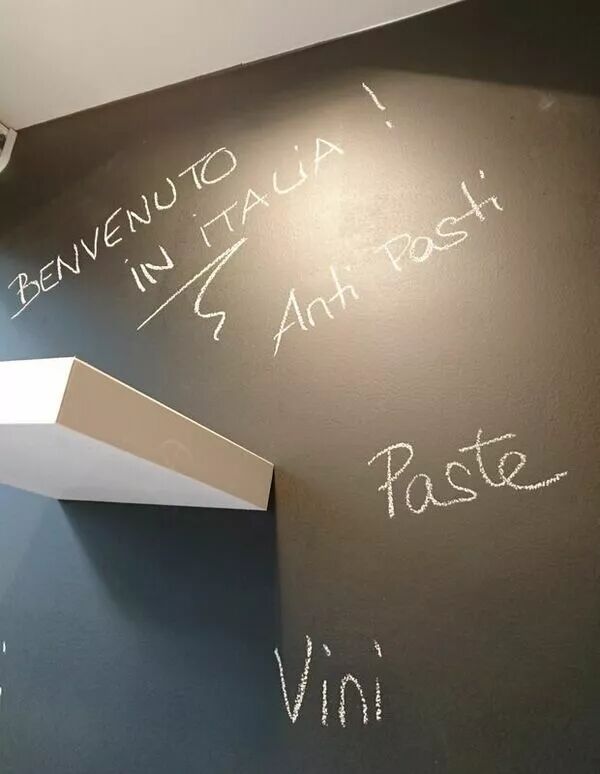 BENVENUTO
iN iTALiA !
Anti Pasti
Paste
Vini